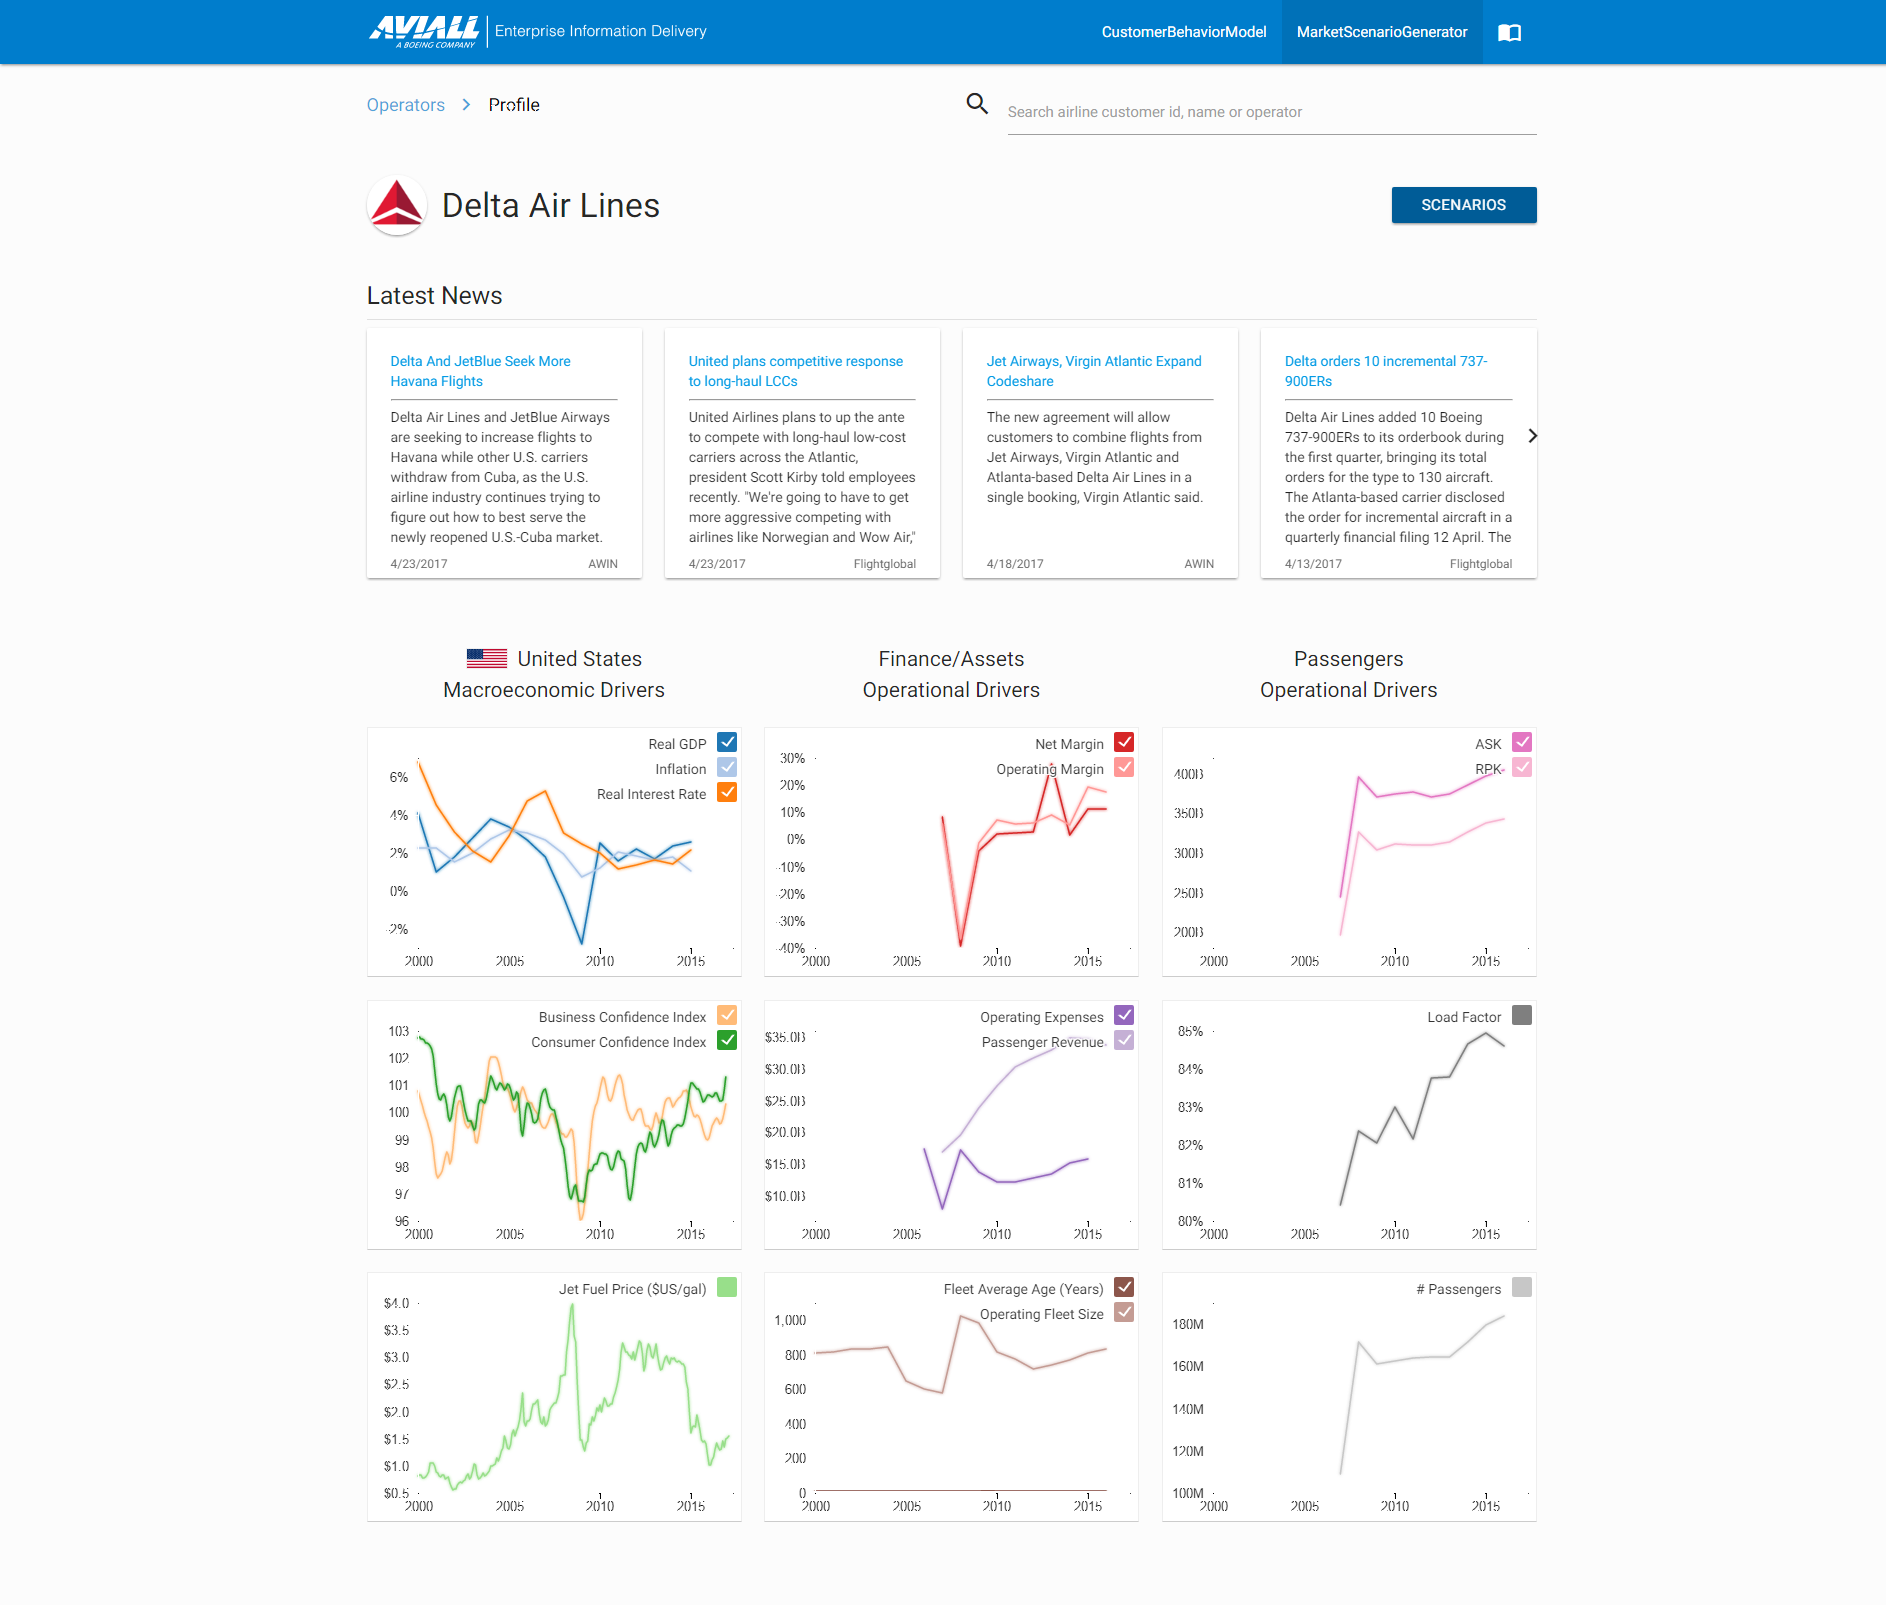 AVIALL
A BOEING COMPANY
Enterprise Information Delivery
CustomerBehaviorModel
MarketScenarioGenerator
Operators
Profile
Search airline customer id, name or operator
Delta Air Lines
SCENARIOS
Latest News
Delta And JetBlue Seek More
Havana Flights
Delta Air Lines and JetBlue Airways
are seeking to increase flights to
Havana while other U.S. carriers
withdraw from Cuba, as the U.S.
airline industry continues trying to
figure out how to best serve the
newly reopened U.S.-Cuba market.
4/23/2017
AWIN
United plans competitive response
to long-haul LCCs
United Airlines plans to up the ante
to compete with long-haul low-cost
carriers across the Atlantic,
president Scott Kirby told employees
recently. "We're going to have to get
more aggressive competing with
airlines like Norwegian and Wow Air,"
4/23/2017
Flightglobal
Jet Airways, Virgin Atlantic Expand
Codeshare
The new agreement will allow
customers to combine flights from
Jet Airways, Virgin Atlantic and
Atlanta-based Delta Air Lines in a
single booking, Virgin Atlantic said.
4/18/2017
AWIN
Delta orders 10 incremental 737-
900ERs
Delta Air Lines added 10 Boeing
737-900ERs to its orderbook during
the first quarter, bringing its total
orders for the type to 130 aircraft.
The Atlanta-based carrier disclosed
the order for incremental aircraft in a
quarterly financial filing 12 April. The
4/13/2017
Flightglobal
United States
Macroeconomic Drivers
Finance/Assets
Operational Drivers
Passengers
Operational Drivers
Real GDP
Inflation
Real Interest Rate
6%
4%
2%
0%
-2%
2000
2005
2010
2015
Net Margin
Operating Margin
30%
20%
10%
0%
-10%
-20%
-30%
-40%
2000
2005
2010
2015
ASK
RPK
400B
350B
300B
250B
200B
2000
2005
2010
2015
Business Confidence Index
Consumer Confidence Index
103
102
101
100
99
98
97
96
2000
2005
2010
2015
Operating Expenses
Passenger Revenue
$35.0B
$30.0B
$25.0B
$20.0B
$15.0B
$10.0B
2000
2005
2010
2015
Load Factor
85%
84%
83%
82%
81%
80%
2000
2005
2010
2015
Jet Fuel Price ($US/gal)
$4.0
$3.5
$3.0
$2.5
$2.0
$1.5
$1.0
$0.5
2000
2005
2010
2015
Fleet Average Age (Years)
Operating Fleet Size
1,000
800
600
400
200
0
2000
2005
2010
2015
# Passengers
180M
160M
140M
120M
100M
2000
2005
2010
2015